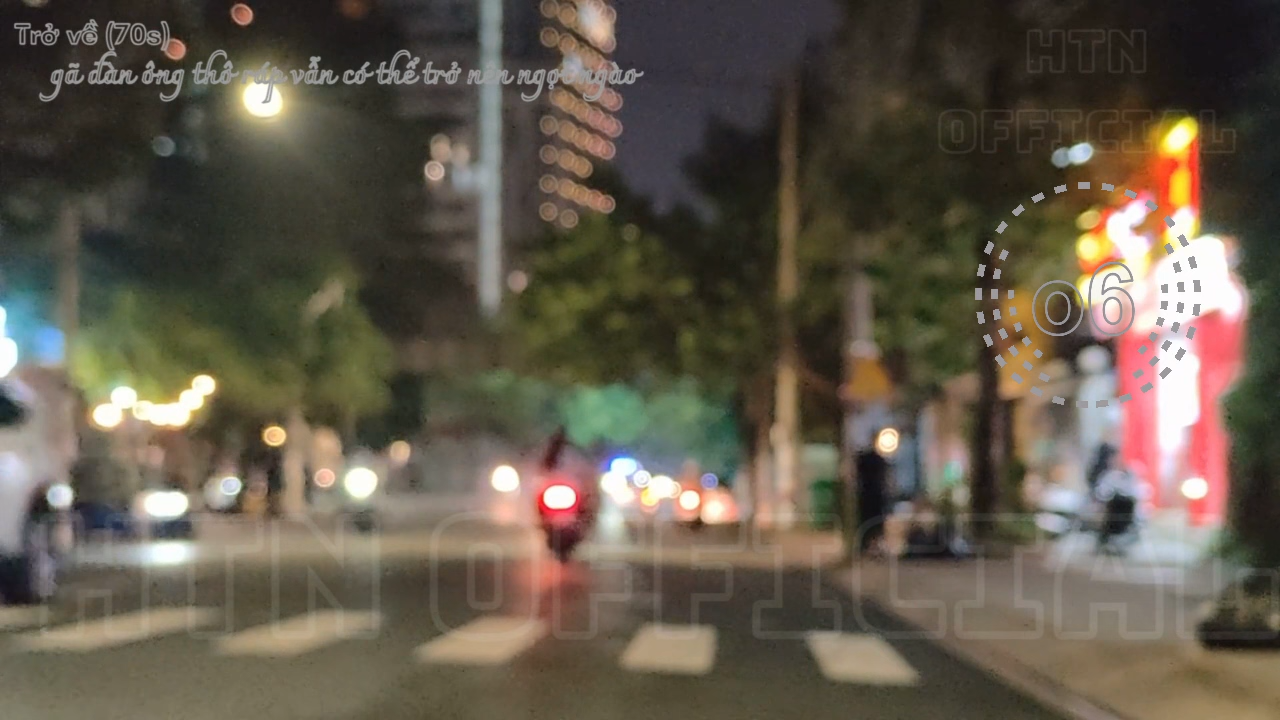 Trở về (70s)
gã đàn ông thô ráp vẫn có thể trở nên ngọt ngào
HTN
OFFICIAL
06
HTN OFFICIAL